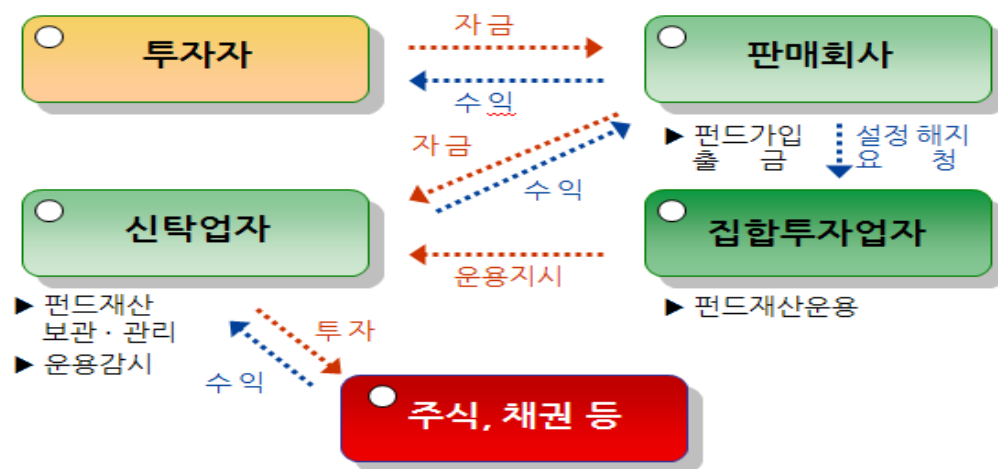 투자자
자 금
수 익
판매회사
▶ 펀드가입
출 금
설정 해지
요 청
자 금
수 익
신탁업자
운용지시
집합투자업자
▶ 펀드재산
보관 · 관리
▶ 운용감시
▶ 펀드재산운용
투 자
수 익
주식, 채권 등